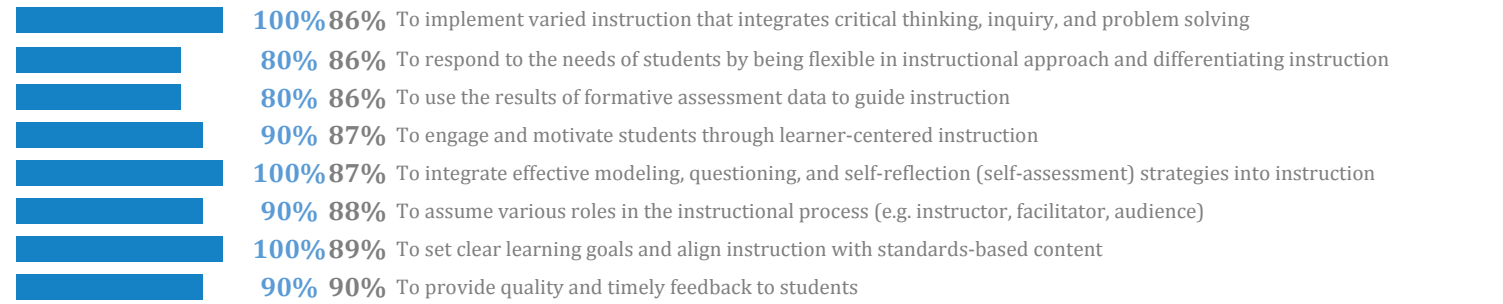 100% 86% To implement varied instruction that integrates critical thinking, inquiry, and problem solving
80% 86% To respond to the needs of students by being flexible in instructional approach and differentiating instruction
80% 86% To use the results of formative assessment data to guide instruction
90% 87% To engage and motivate students through learner-centered instruction
100% 87% To integrate effective modeling, questioning, and self-reflection (self-assessment) strategies into instruction
90% 88% To assume various roles in the instructional process (e.g. instructor, facilitator, audience)
100% 89% To set clear learning goals and align instruction with standards-based content
90% 90% To provide quality and timely feedback to students